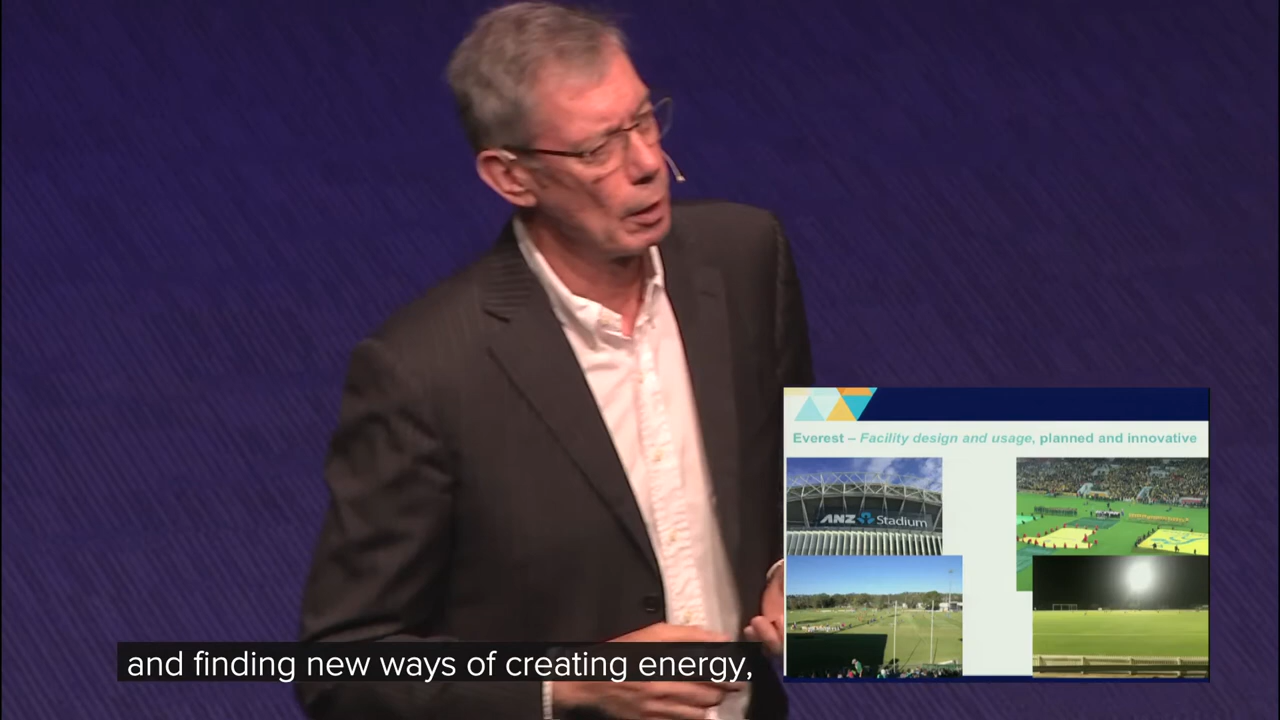 Everest – Facility design and usage, planned and innovative
ANZ Stadium
and finding new ways of creating energy,